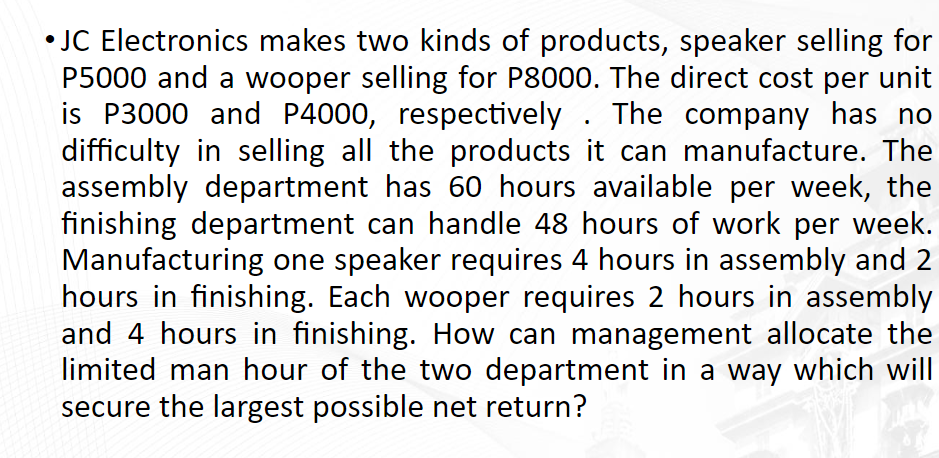 • JC Electronics makes two kinds of products, speaker selling for
P5000 and a wooper selling for P8000. The direct cost per unit
is P3000 and P4000, respectively . The company has no
difficulty in selling all the products it can manufacture. The
assembly department has 60 hours available per week, the
finishing department can handle 48 hours of work per week.
Manufacturing one speaker requires 4 hours in assembly and 2
hours in finishing. Each wooper requires 2 hours in assembly
and 4 hours in finishing. How can management allocate the
limited man hour of the two department in a way which will
secure the largest possible net return?